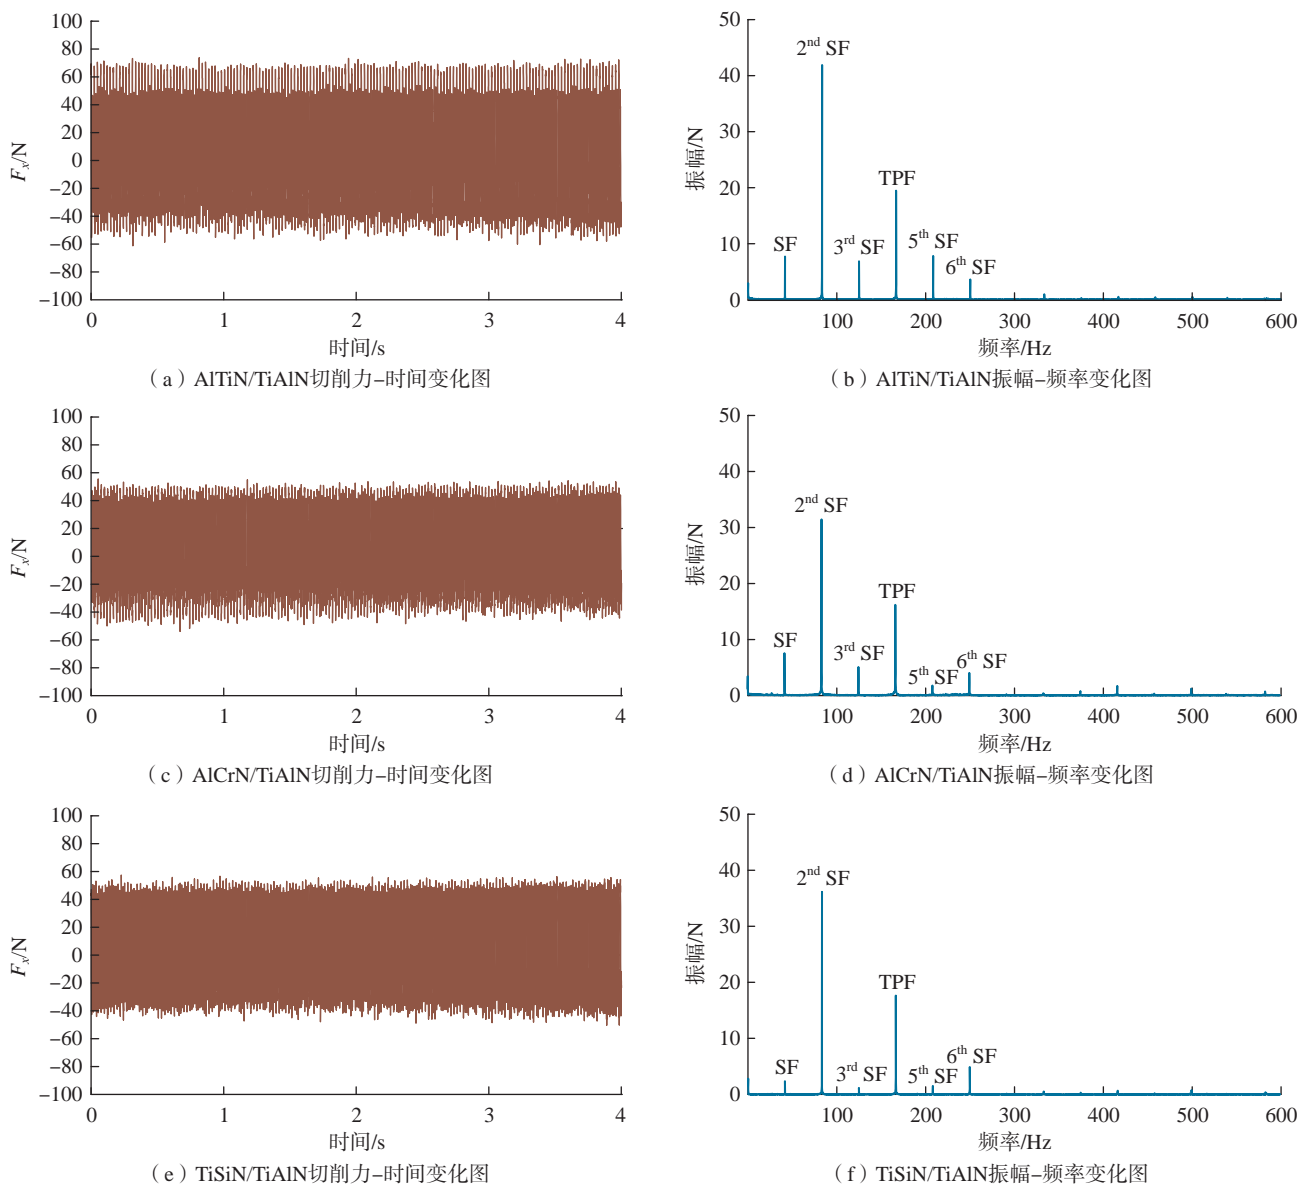 100
80
60
40
20
0
−20
−40
−60
−80
−100
Fx/N
0 1 2 3 4
时间/s
（a）AlTiN/TiAlN切削力–时间变化图
50
40
30
20
10
0
振幅/N
SF
2nd SF
3rd SF
TPF
5th SF
6th SF
100 200 300 400 500 600
频率/Hz
（b）AlTiN/TiAlN振幅–频率变化图
100
80
60
40
20
0
−20
−40
−60
−80
−100
Fx/N
0 1 2 3 4
时间/s
（c）AlCrN/TiAlN切削力–时间变化图
50
40
30
20
10
0
振幅/N
SF
2nd SF
3rd SF
TPF
5th SF
6th SF
100 200 300 400 500 600
频率/Hz
（d）AlCrN/TiAlN振幅–频率变化图
100
80
60
40
20
0
−20
−40
−60
−80
−100
Fx/N
0 1 2 3 4
时间/s
（e）TiSiN/TiAlN切削力–时间变化图
50
40
30
20
10
0
振幅/N
SF
2nd SF
3rd SF
TPF
5th SF
6th SF
100 200 300 400 500 600
频率/Hz
（f）TiSiN/TiAlN振幅–频率变化图